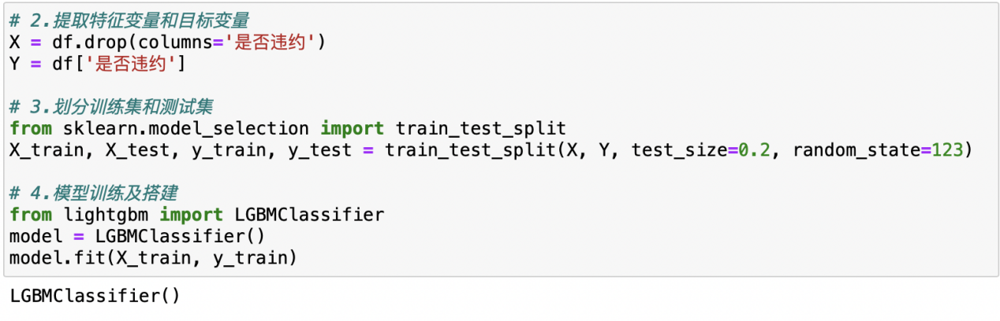 # 2.提取特征变量和目标变量
X = df.drop(columns='是否违约')
Y = df['是否违约']
# 3.划分训练集和测试集
from sklearn.model_selection import train_test_split
X_train, X_test, y_train, y_test = train_test_split(X, Y, test_size=0.2, random_state=123)
# 4.模型训练及搭建
from lightgbm import LGBMClassifier
model = LGBMClassifier()
model.fit(X_train, y_train)
LGBMClassifier()